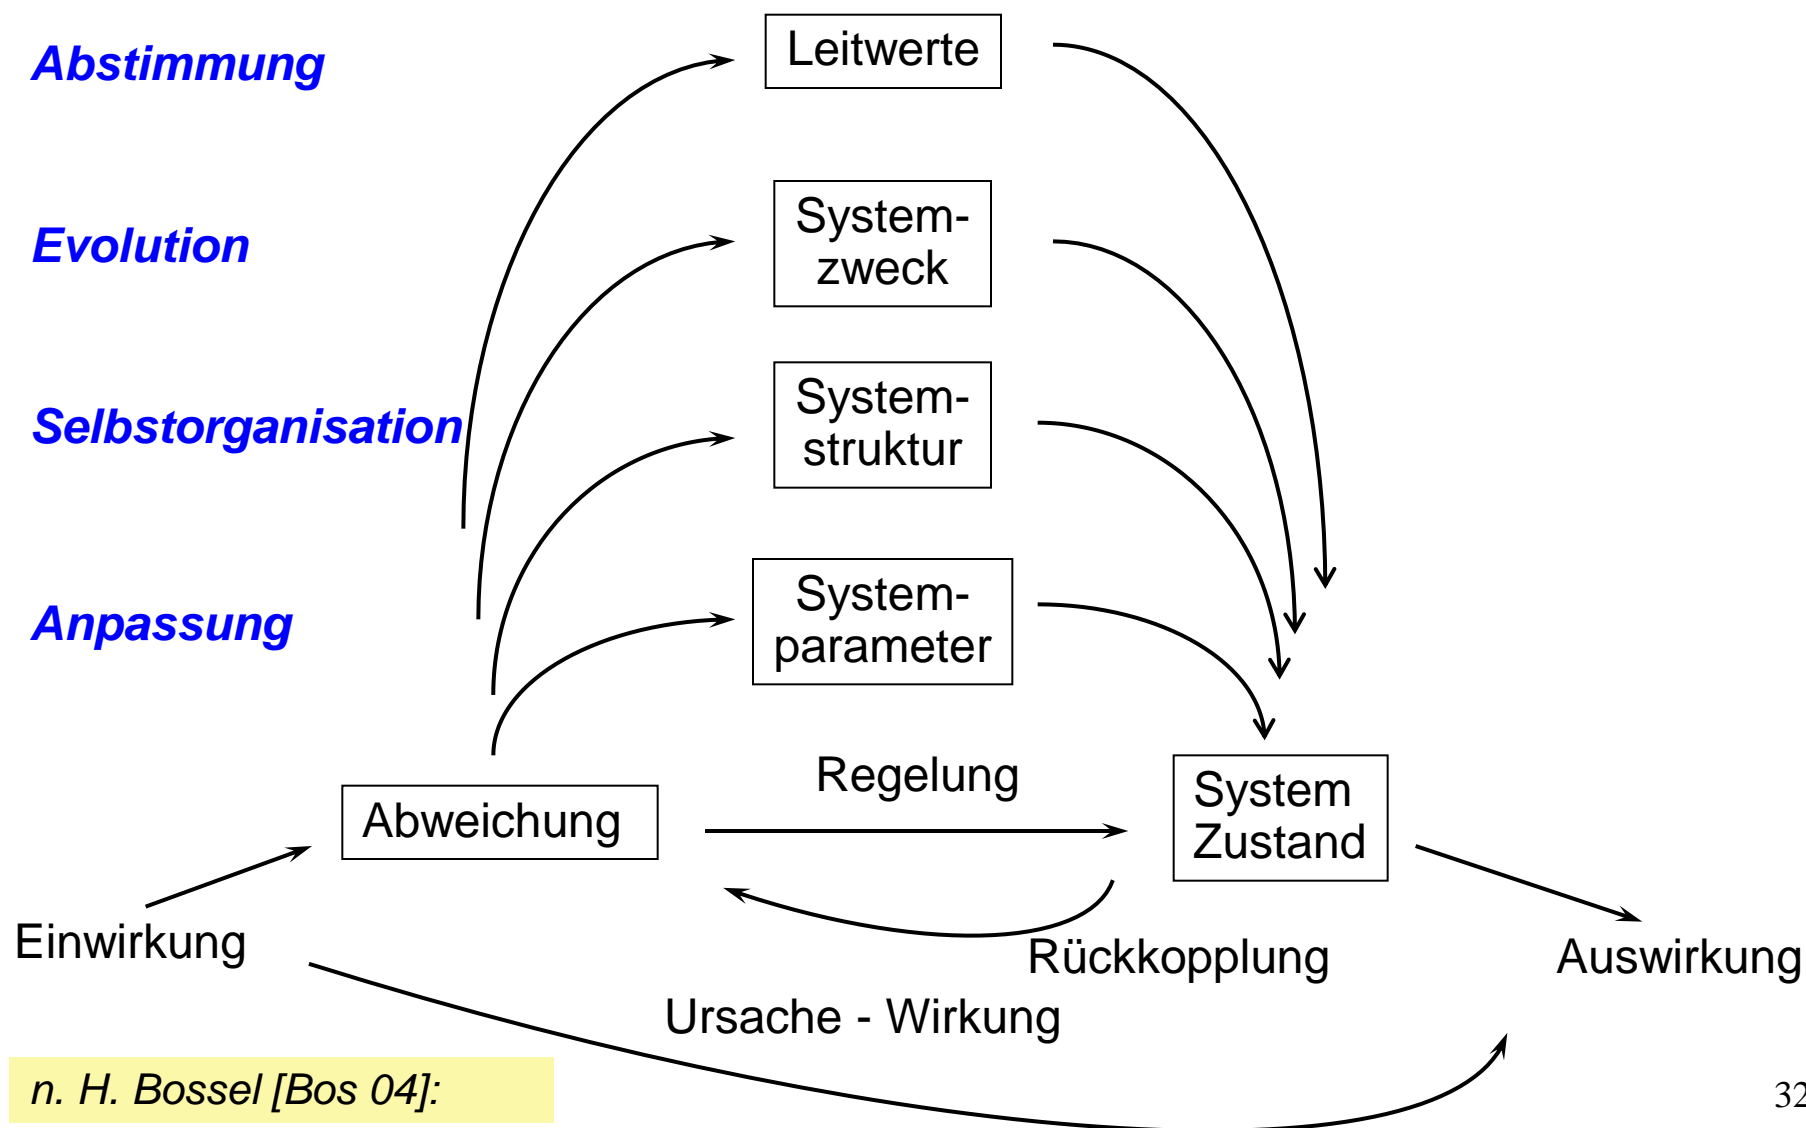 Abstimmung
Leitwerte
Evolution
System-
zweck
Selbstorganisation
System-
struktur
Anpassung
System-
parameter
Regelung
Abweichung
System
Zustand
Einwirkung
Rückkopplung
Auswirkung
Ursache - Wirkung
n. H. Bossel [Bos 04]:
32